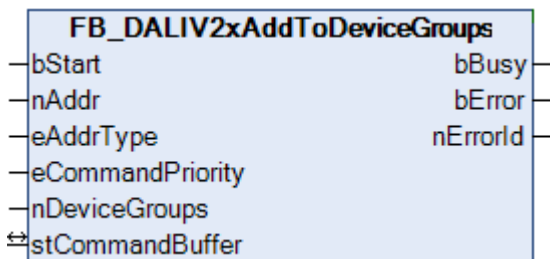 FB_DALIV2xAddToDeviceGroups
bStart bBusy
nAddr bError
eAddrType nErrorId
eCommandPriority
nDeviceGroups
stCommandBuffer